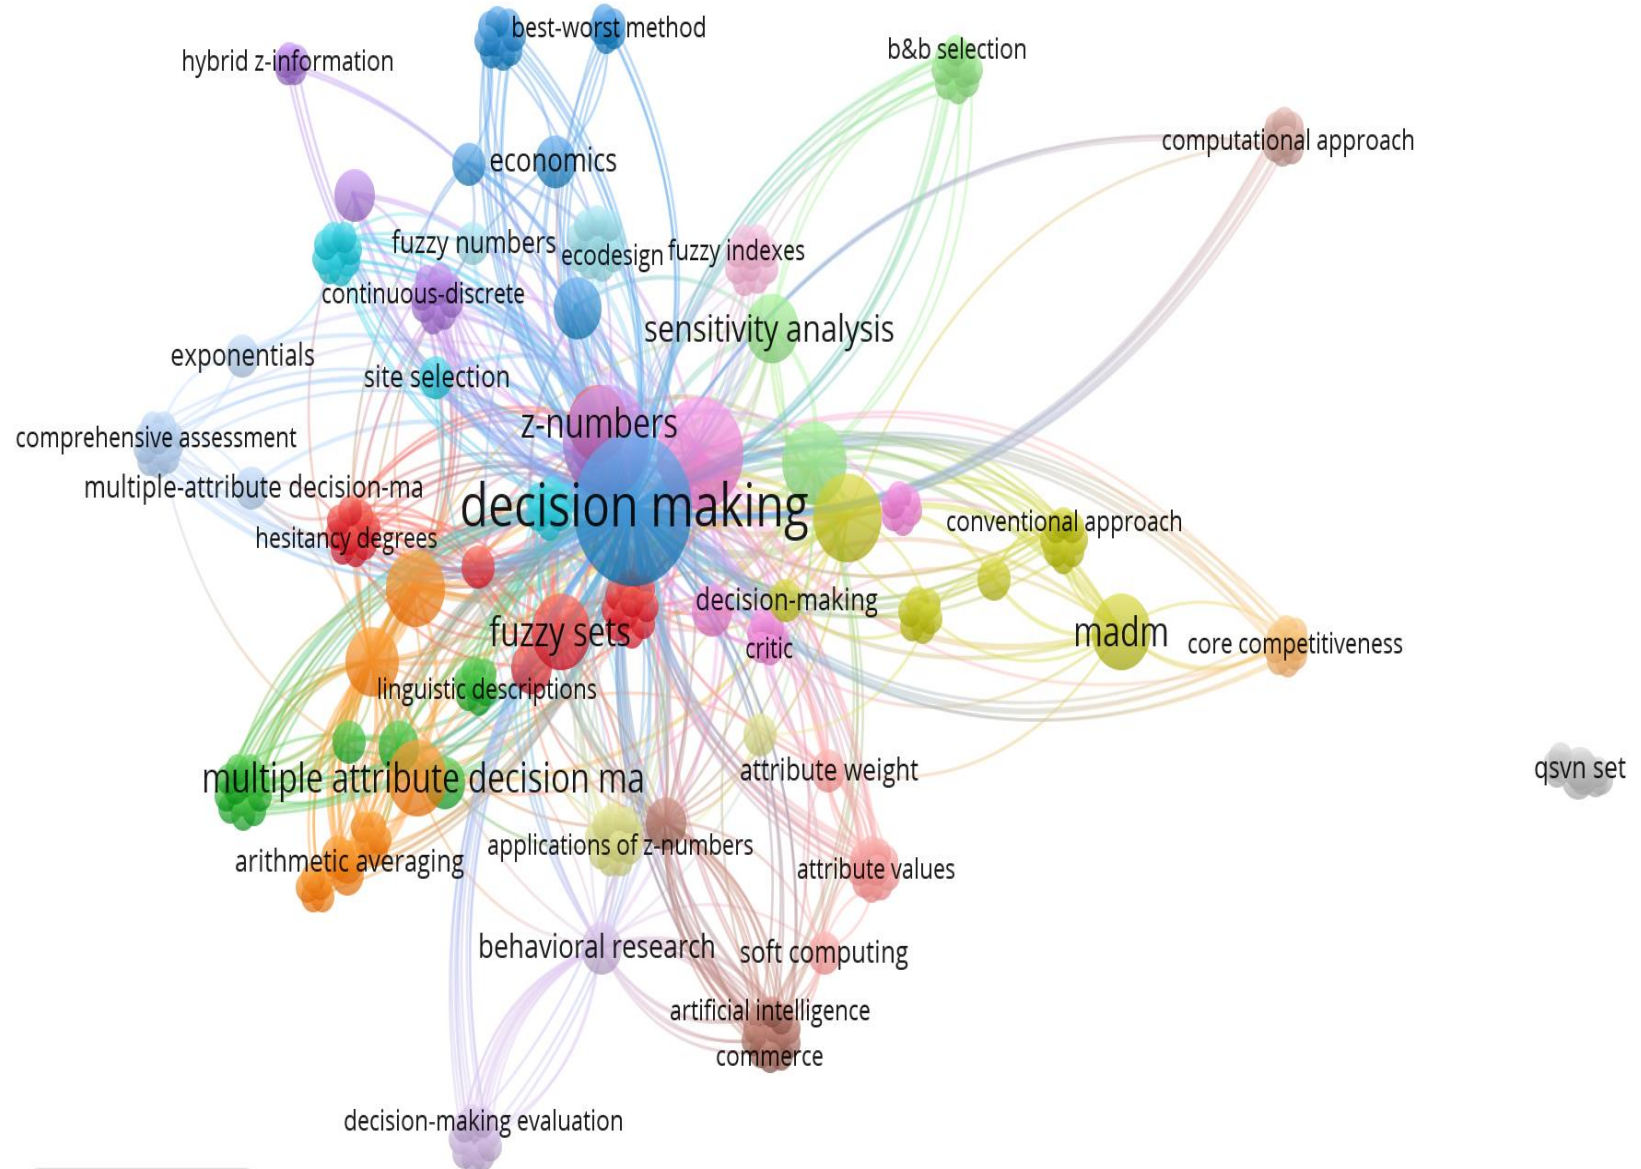 best-worst method
hybrid z-information
b&b selection
computational approach
economics
fuzzy numbers
ecodesign
fuzzy indexes
continuous-discrete
sensitivity analysis
exponentials
site selection
z-numbers
comprehensive assessment
multiple-attribute decision-ma
decision making
conventional approach
hesitancy degrees
decision-making
fuzzy sets
critic
madm
core competitiveness
linguistic descriptions
multiple attribute decision ma
attribute weight
qsvn set
applications of z-numbers
arithmetic averaging
attribute values
behavioral research
soft computing
artificial intelligence
commerce
decision-making evaluation